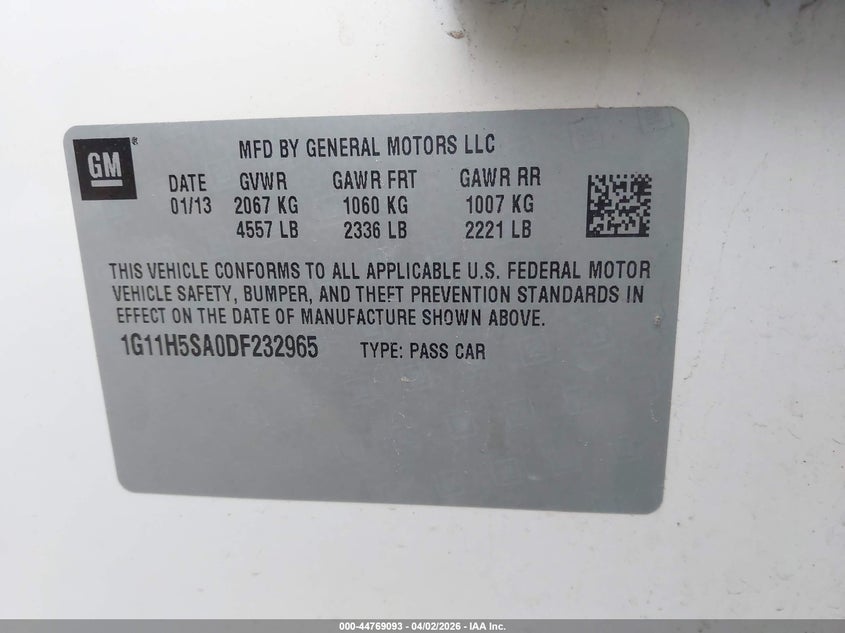 GM®
MFD BY GENERAL MOTORS LLC
DATE GVWR GAWR FRT GAWR RR
01/13 2067 KG 1060 KG 1007 KG
4557 LB 2336 LB 2221 LB
THIS VEHICLE CONFORMS TO ALL APPLICABLE U.S. FEDERAL MOTOR
VEHICLE SAFETY, BUMPER, AND THEFT PREVENTION STANDARDS IN
EFFECT ON THE DATE OF MANUFACTURE SHOWN ABOVE.
1G11H5SA0DF232965 TYPE: PASS CAR
000-44769093 - 04/02/2026 - IAA Inc.